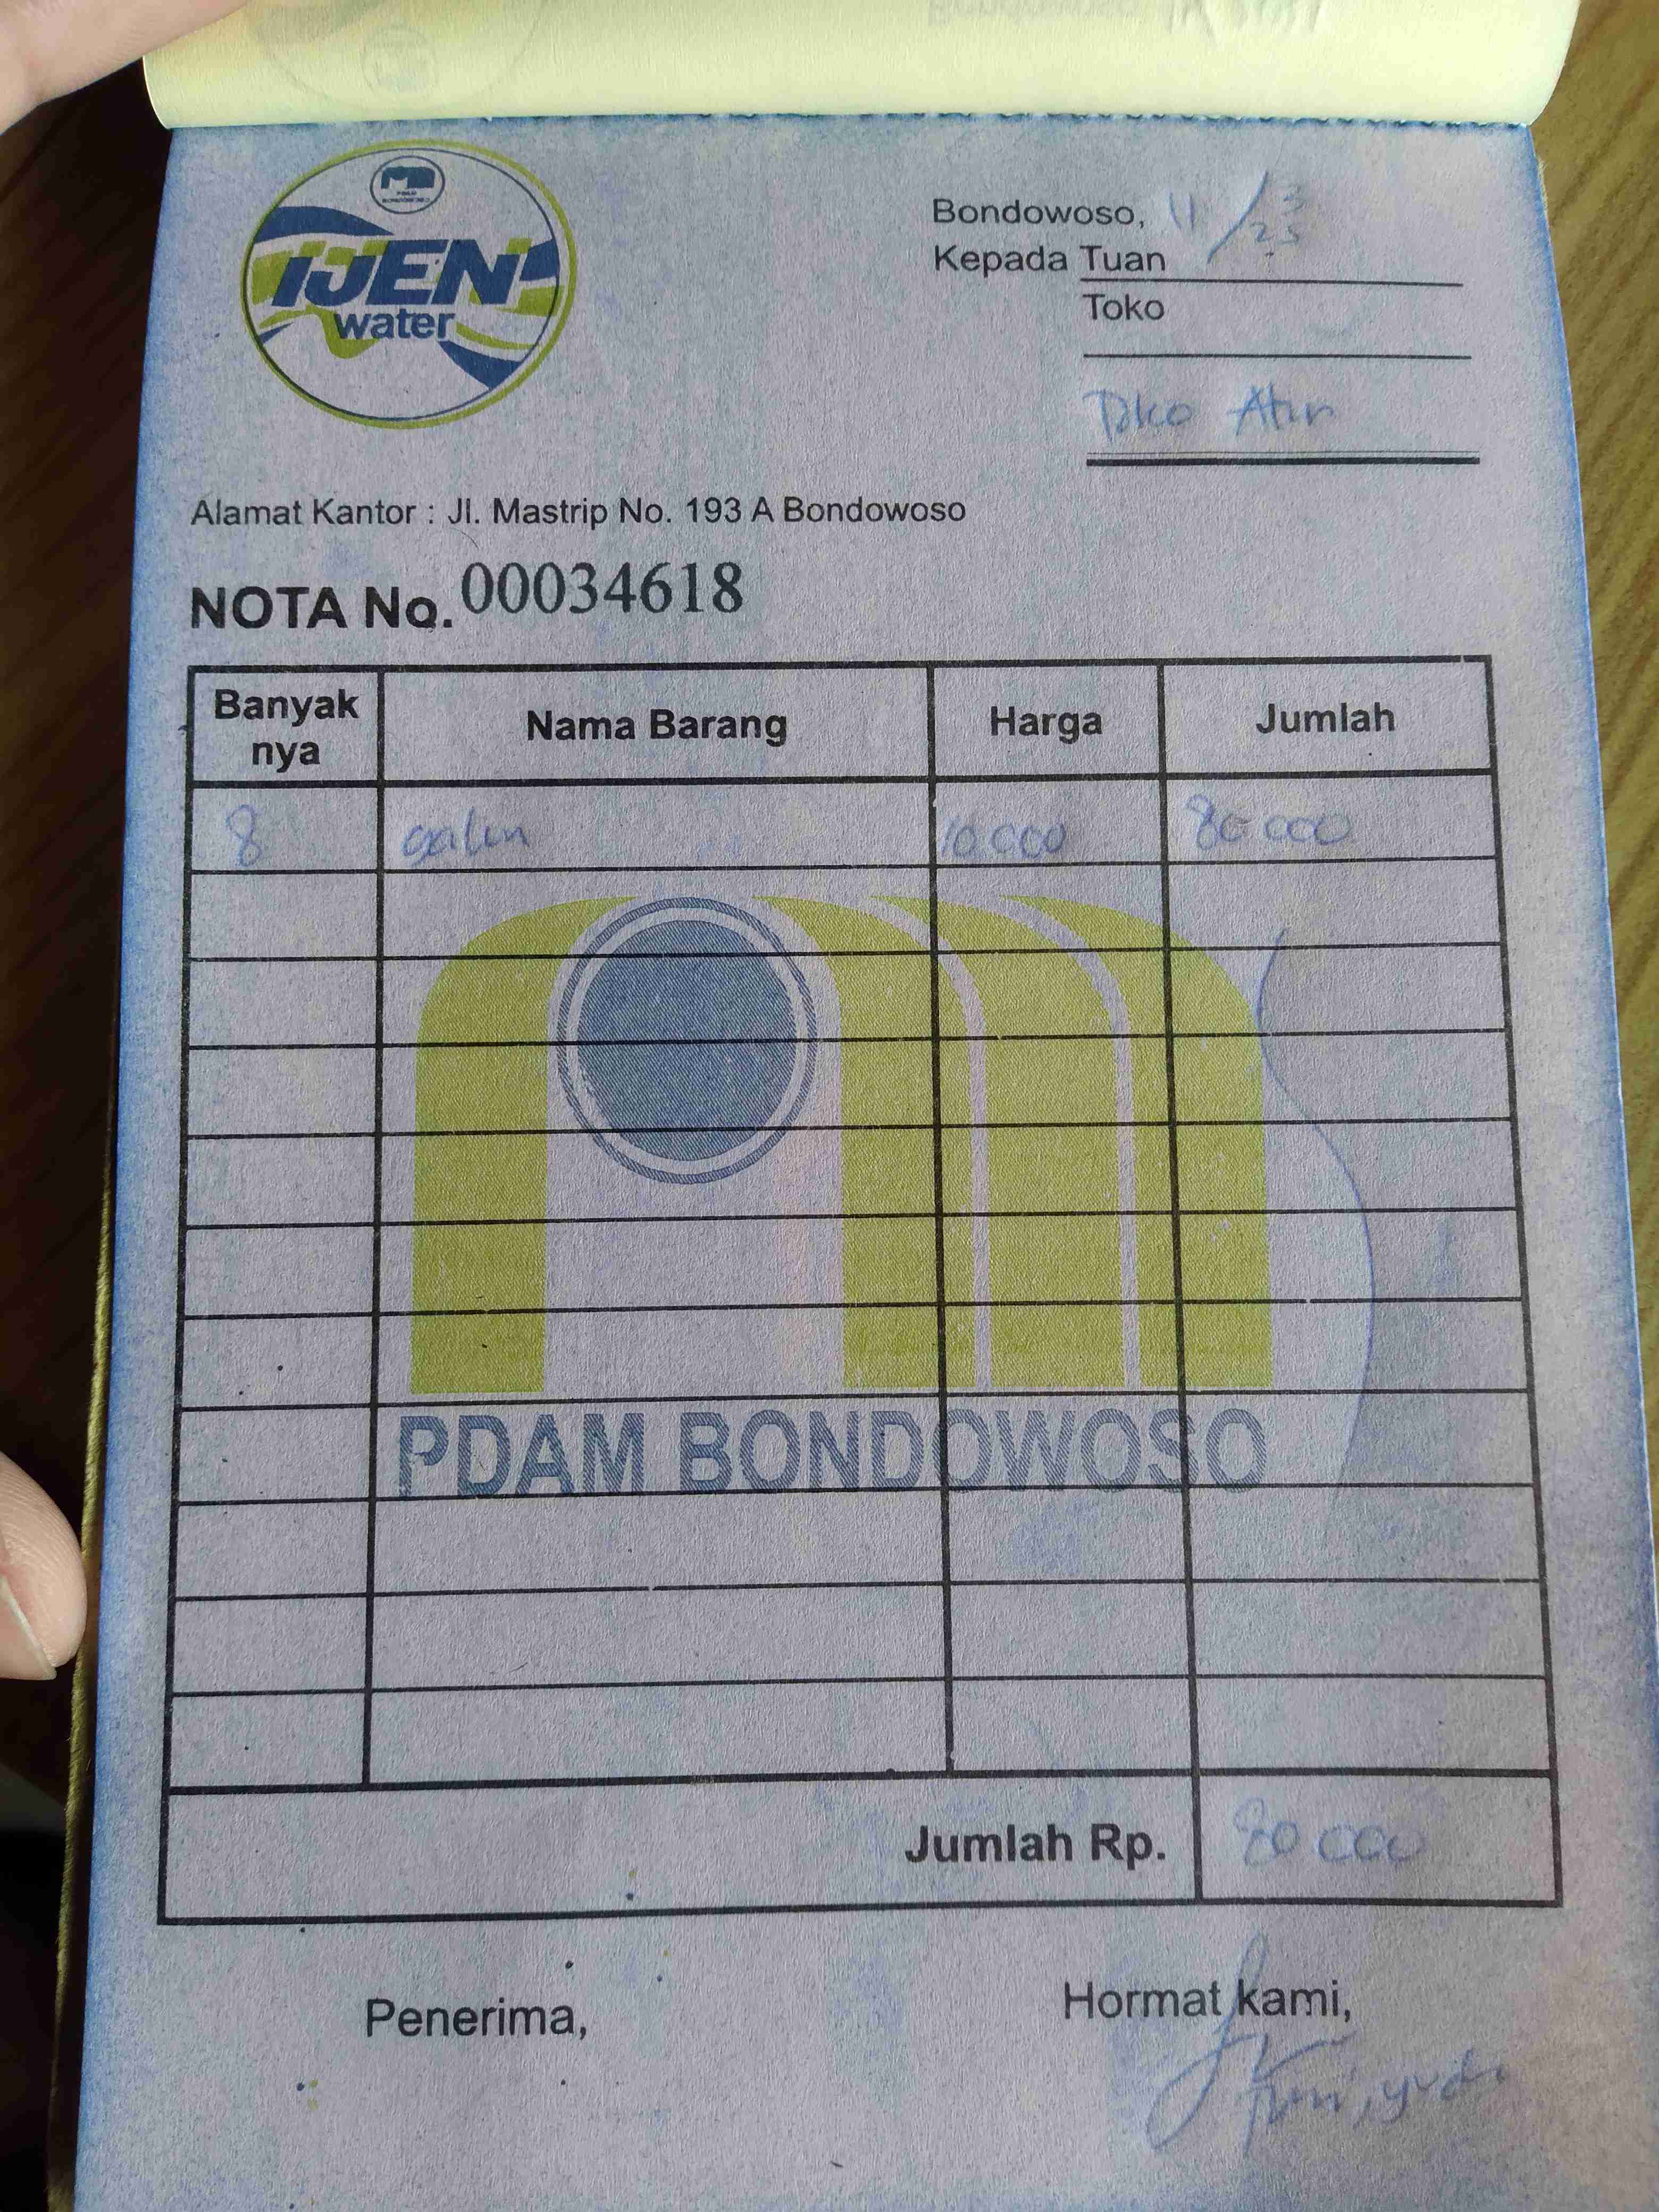 PDAM
BONDOWOSO
IJEN
water
Bondowoso, 11/3 25
Kepada Tuan
Toko
Toko
Alamat Kantor : Jl. Mastrip No. 193 A Bondowoso
NOTA No. 00034618
Banyak nya Nama Barang Harga Jumlah
8 galon 10.000 80 000
PDAM BONDOWOSO
Jumlah Rp. 80 000
Penerima, Hormat kami,